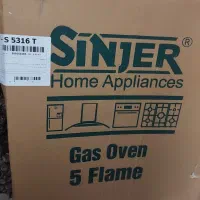 -S 5316 T
SINJER
Home Appliances
Gas Oven
5 Flame